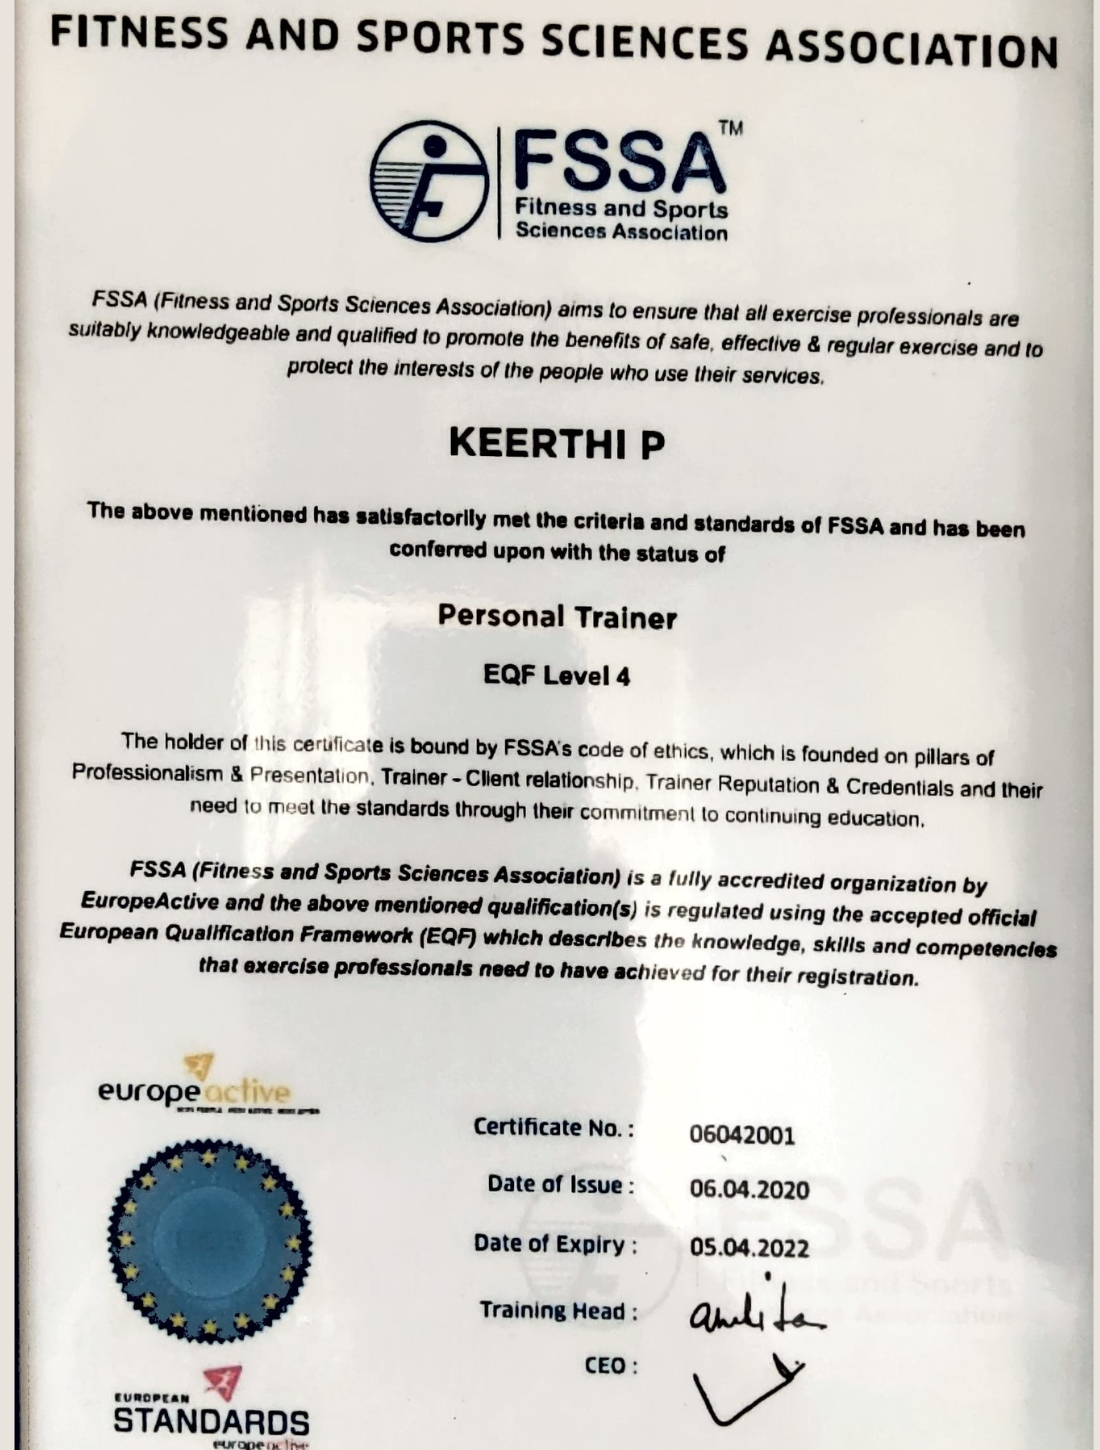 FITNESS AND SPORTS SCIENCES ASSOCIATION
FSSA™
Fitness and Sports
Sciences Association
FSSA (Fitness and Sports Sciences Association) aims to ensure that all exercise professionals are
suitably knowledgeable and qualified to promote the benefits of safe, effective & regular exercise and to
protect the interests of the people who use their services.
KEERTHI P
The above mentioned has satisfactorily met the criteria and standards of FSSA and has been
conferred upon with the status of
Personal Trainer
EQF Level 4
The holder of this certificate is bound by FSSA's code of ethics, which is founded on pillars of
Professionalism & Presentation, Trainer – Client relationship, Trainer Reputation & Credentials and their
need to meet the standards through their commitment to continuing education.
FSSA (Fitness and Sports Sciences Association) is a fully accredited organization by
EuropeActive and the above mentioned qualification(s) is regulated using the accepted official
European Qualification Framework (EQF) which describes the knowledge, skills and competencies
that exercise professionals need to have achieved for their registration.
europeactive
Certificate No. : 06042001
Date of Issue : 06.04.2020
Date of Expiry : 05.04.2022
Training Head :
CEO :
FSSA
EUROPEAN
STANDARDS
europeactive